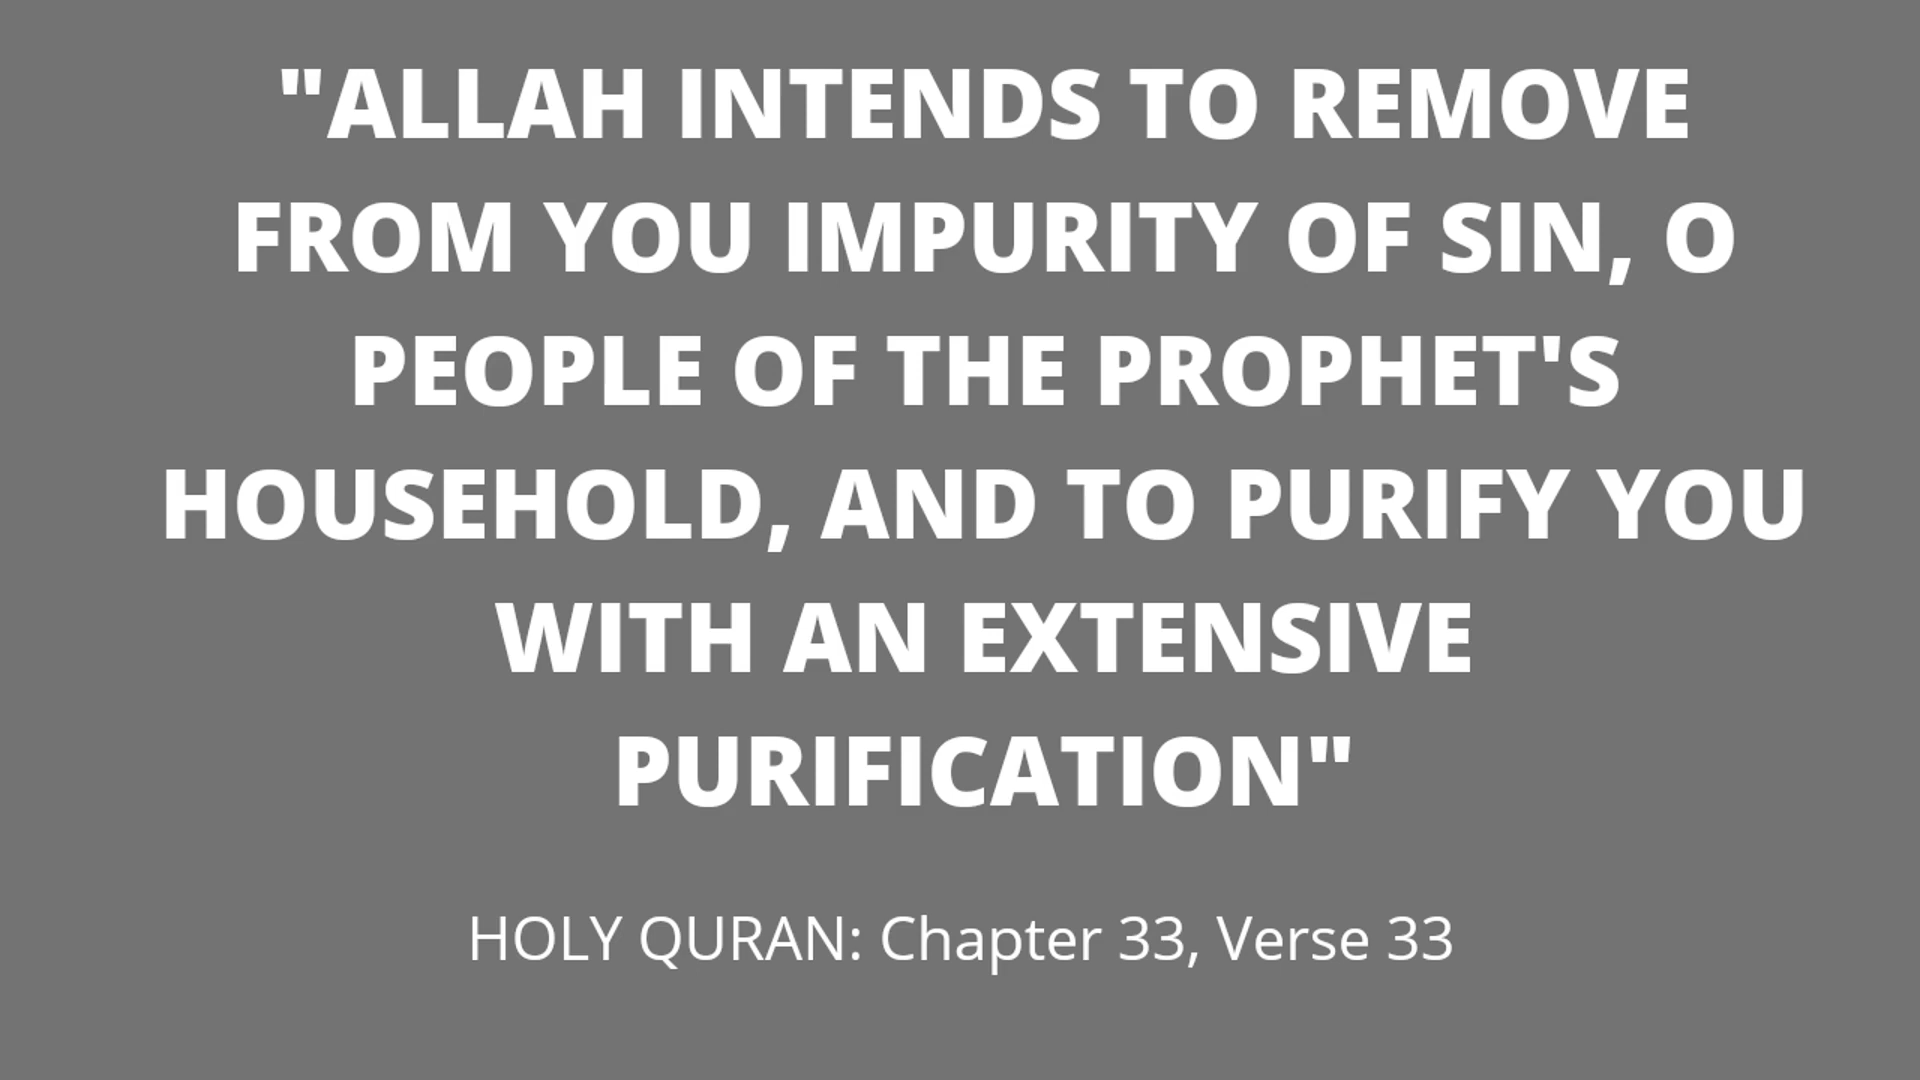 "ALLAH INTENDS TO REMOVE
FROM YOU IMPURITY OF SIN, O
PEOPLE OF THE PROPHET'S
HOUSEHOLD, AND TO PURIFY YOU
WITH AN EXTENSIVE
PURIFICATION"
HOLY QURAN: Chapter 33, Verse 33